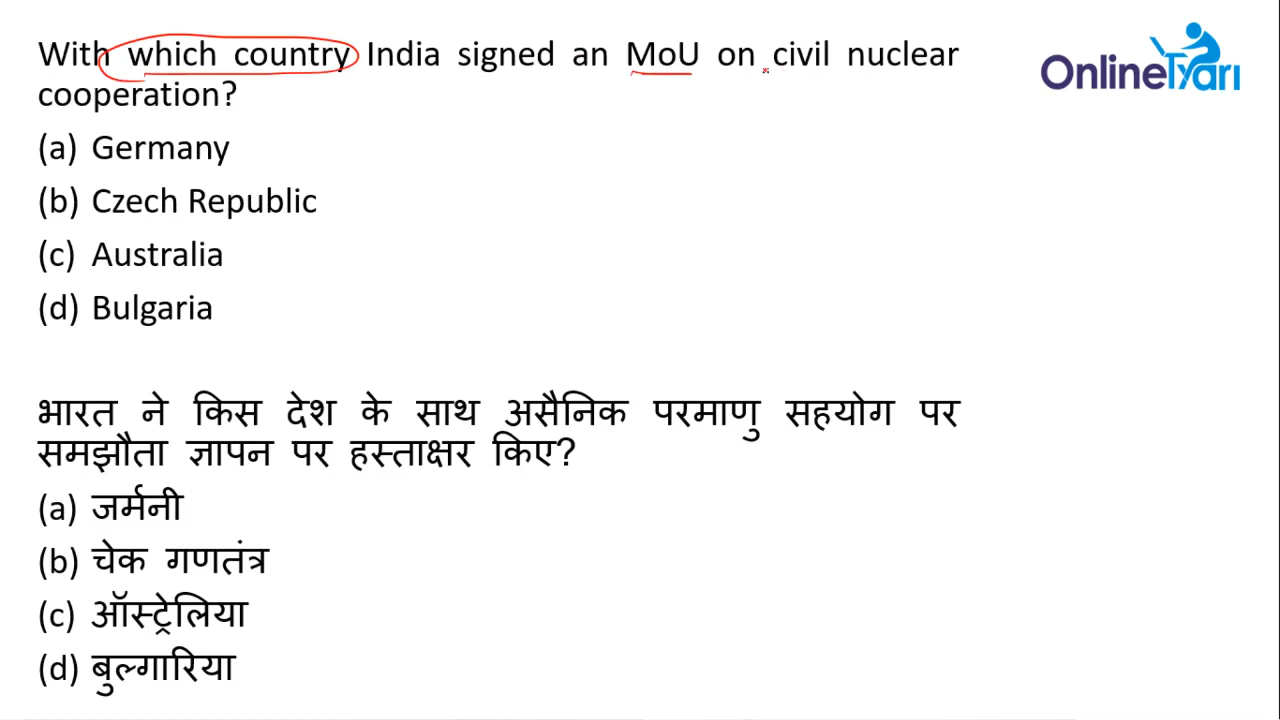 With which country India signed an MoU on civil nuclear
cooperation?
(a) Germany
(b) Czech Republic
(c) Australia
(d) Bulgaria
भारत ने किस देश के साथ असैनिक परमाणु सहयोग पर
समझौता ज्ञापन पर हस्ताक्षर किए?
(a) जर्मनी
(b) चेक गणतंत्र
(c) ऑस्ट्रेलिया
(d) बुल्गारिया
OnlineTyari